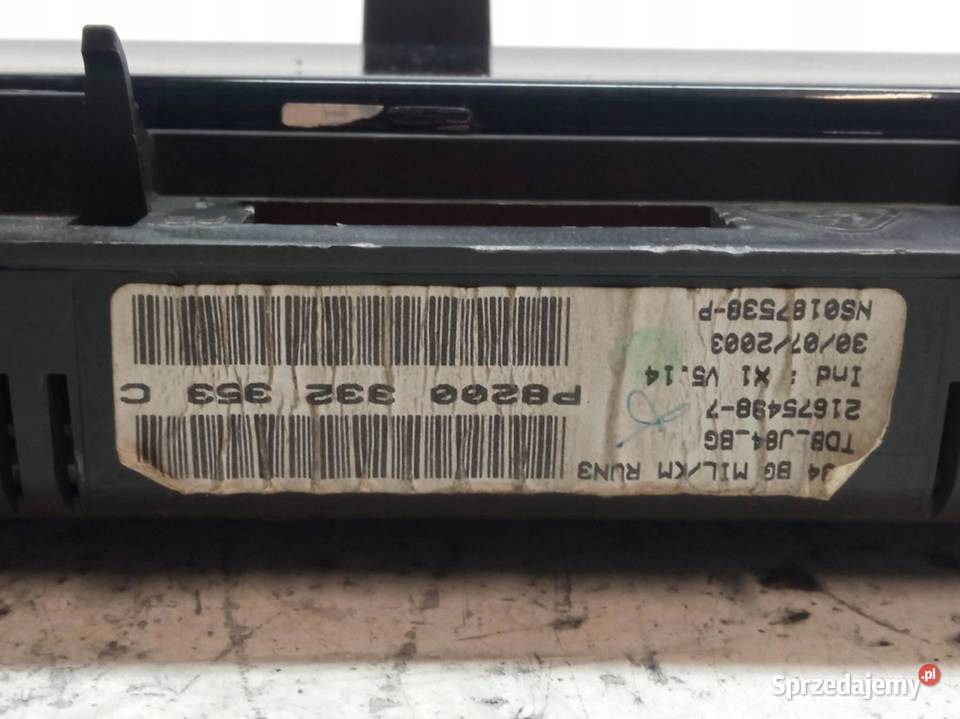 J4 BG MIL/KM RUN3
TDB_J84_BG
21675498-7
Ind : X1 V5.14
30/07/2003
NS0187538-P
P8200 332 353 C
Sprzedajemy.pl